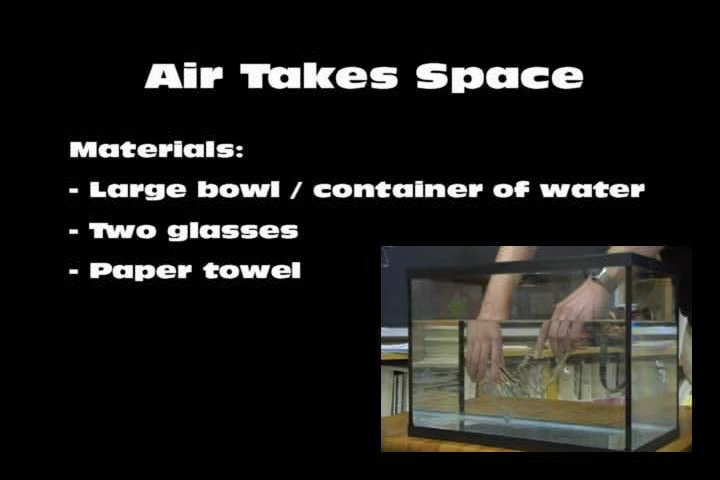 Air Takes Space
Materials:
- Large bowl / container of water
- Two glasses
- Paper towel